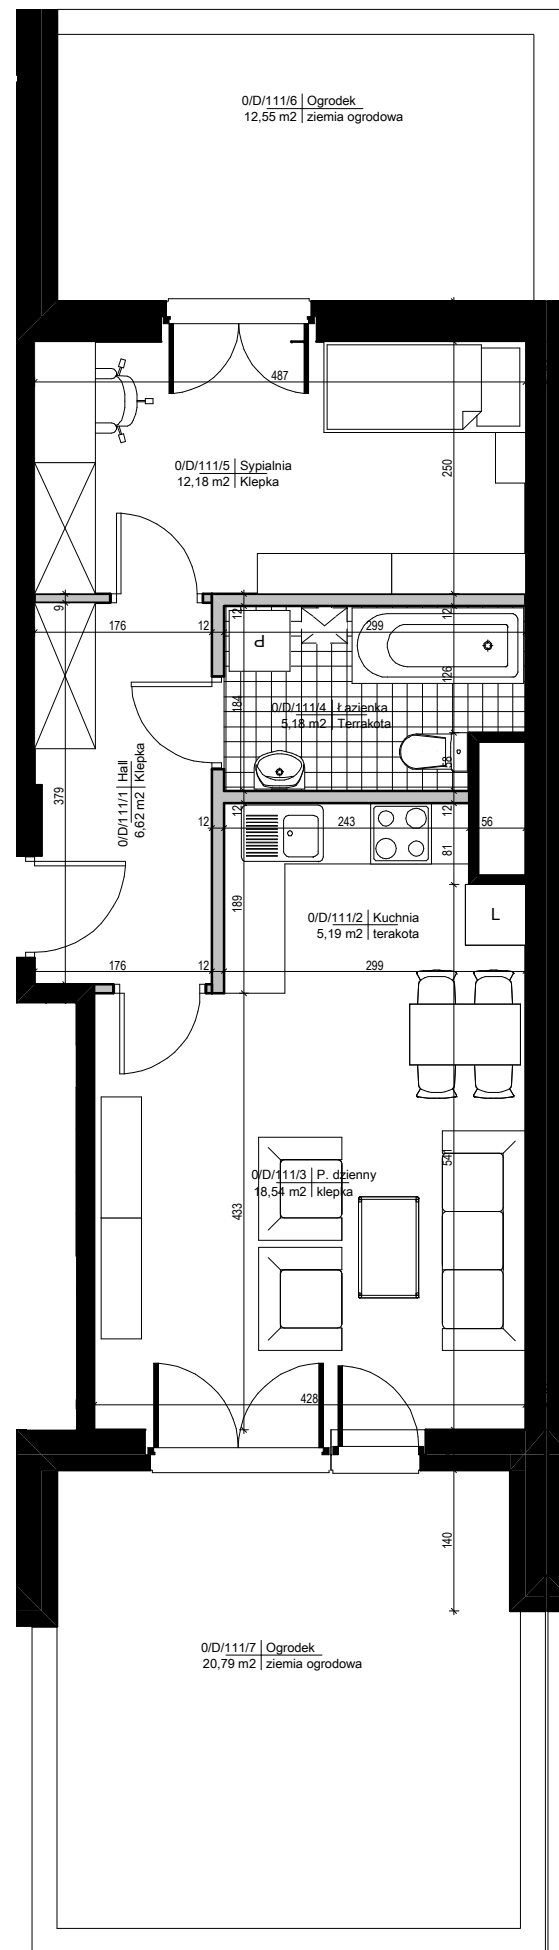 0/D/111/6 Ogrodek
12,55 m2 ziemia ogrodowa
487
0/D/111/5 Sypialnia
12,18 m2 Klepka
250
9
12
12
176
12
299
P
126
184
0/D/111/4 Łazienka
5,18 m2 Terrakota
58
0/D/111/1 Hall
6,62 m2 Klepka
379
12
12
12
243
56
81
189
0/D/111/2 Kuchnia
5,19 m2 terakota
L
176
12
299
541
0/D/111/3 P. dzienny
18,54 m2 klepka
433
428
140
0/D/111/7 Ogrodek
20,79 m2 ziemia ogrodowa